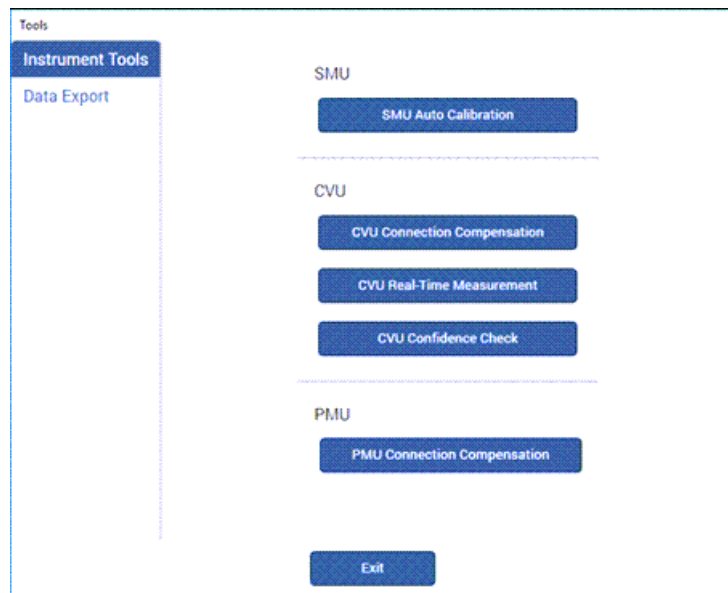 Tools
Instrument Tools
Data Export
SMU
SMU Auto Calibration
CVU
CVU Connection Compensation
CVU Real-Time Measurement
CVU Confidence Check
PMU
PMU Connection Compensation
Exit